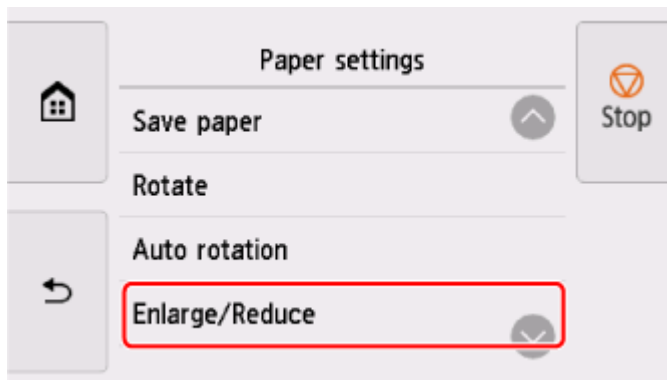 Paper settings
Save paper
Stop
Rotate
Auto rotation
Enlarge/Reduce